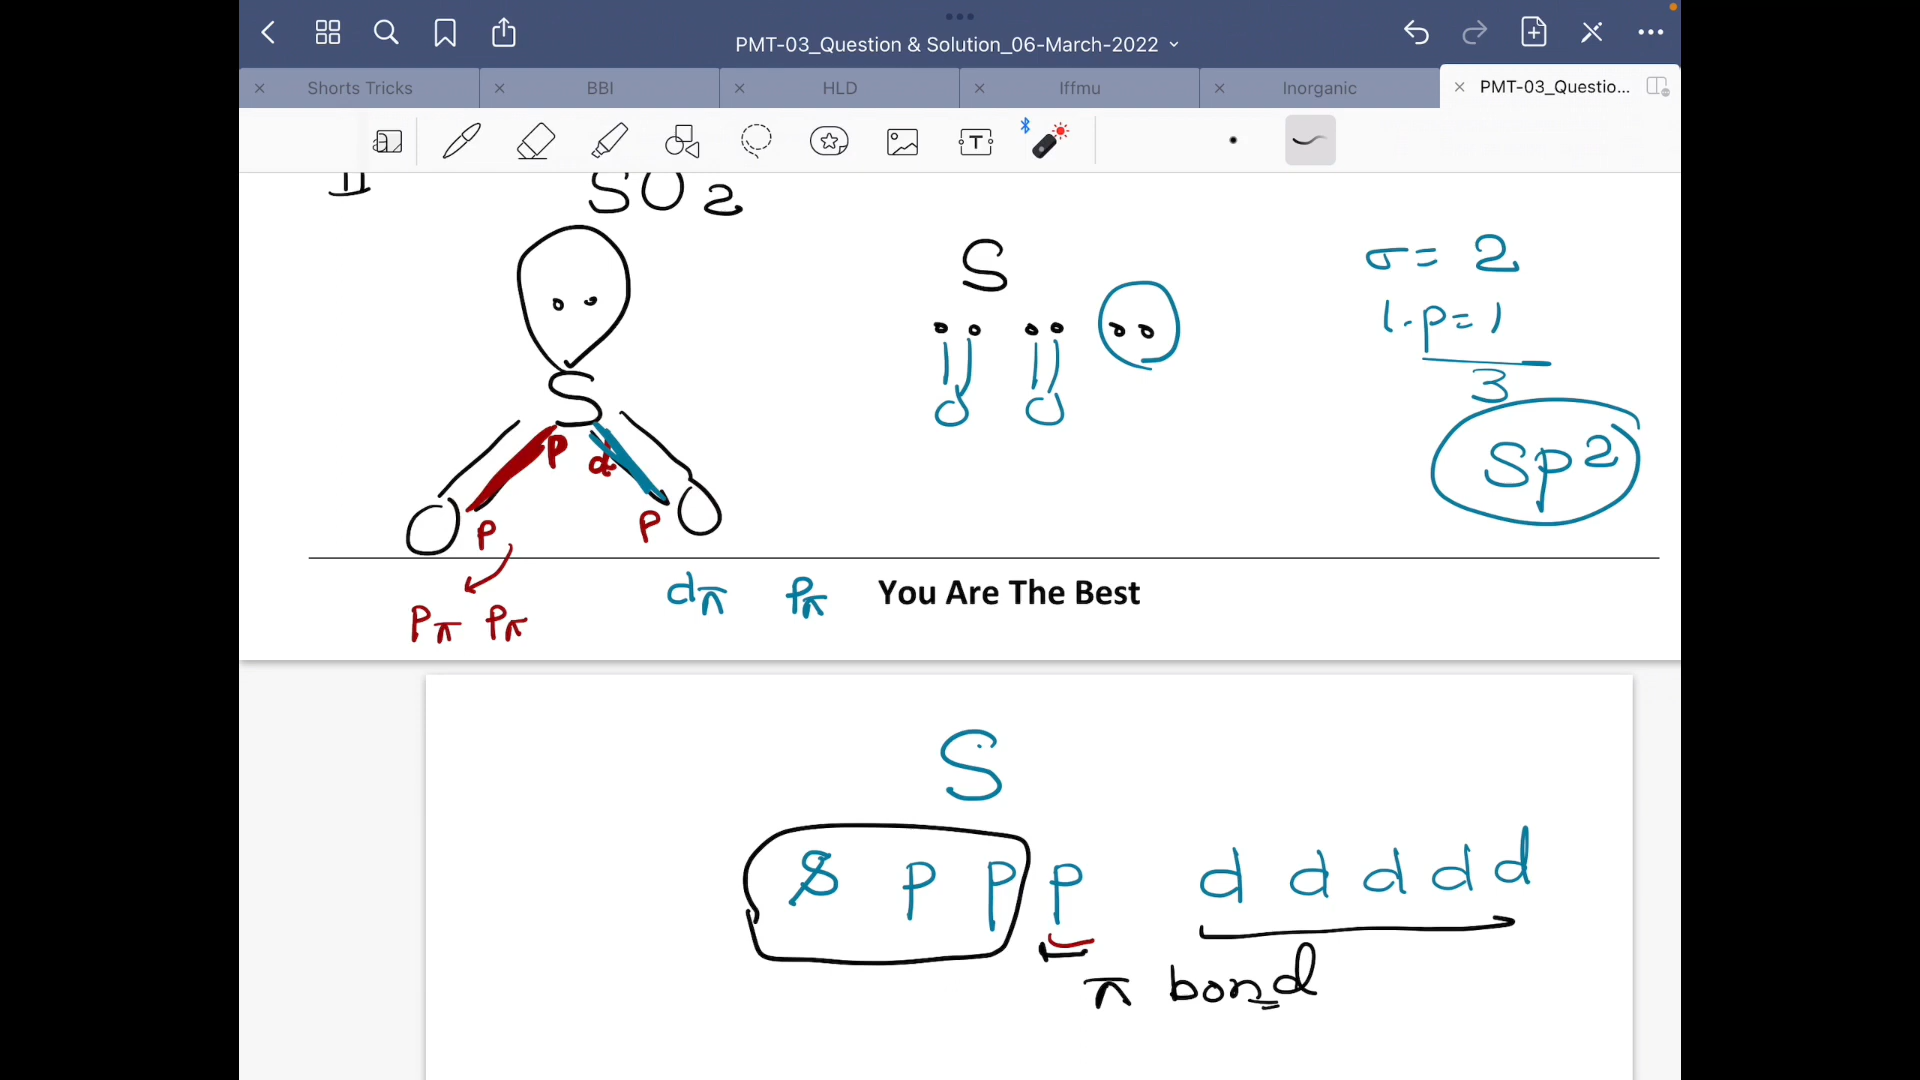 PMT-03_Question & Solution_06-March-2022
Shorts Tricks
BBI
HLD
Iffmu
Inorganic
PMT-03_Questio...
T
II SO2
S
S
σ= 2
l.p=1
3
sp2
O O
p d
p p
O O
pπ pπ
dπ pπ
You Are The Best
S
s p p p d d d d d
π bond